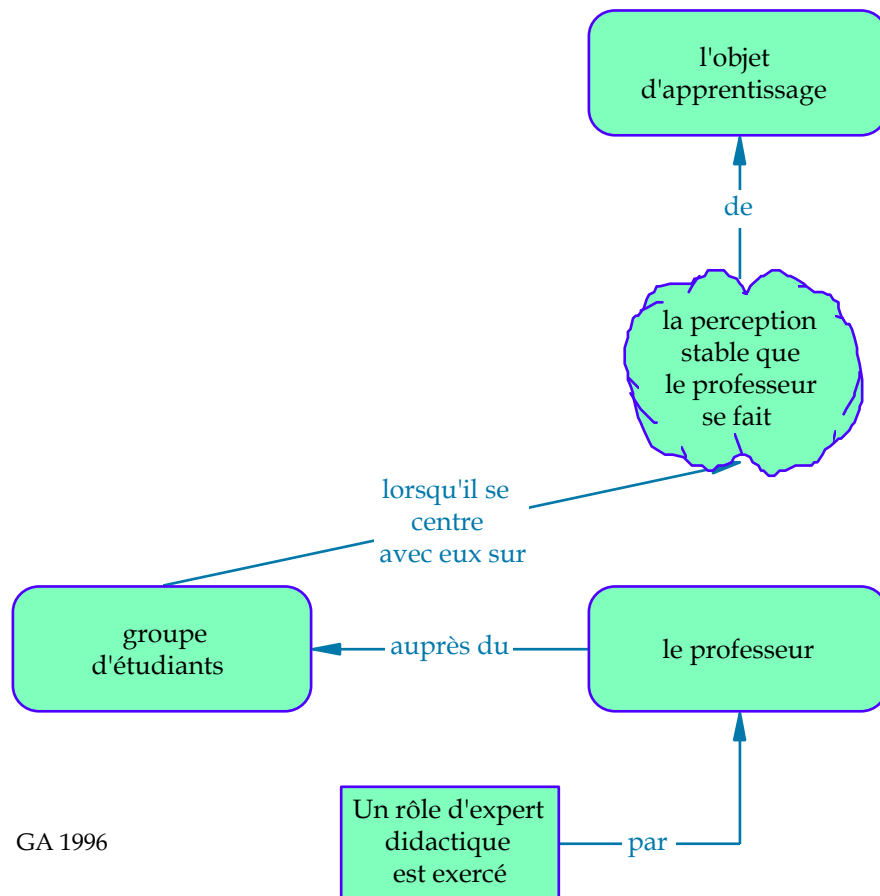 l'objet
d'apprentissage
de
la perception
stable que
le professeur
se fait
lorsqu'il se
centre
avec eux sur
groupe
d'étudiants
auprès du
le professeur
Un rôle d'expert
didactique
est exercé
par
GA 1996